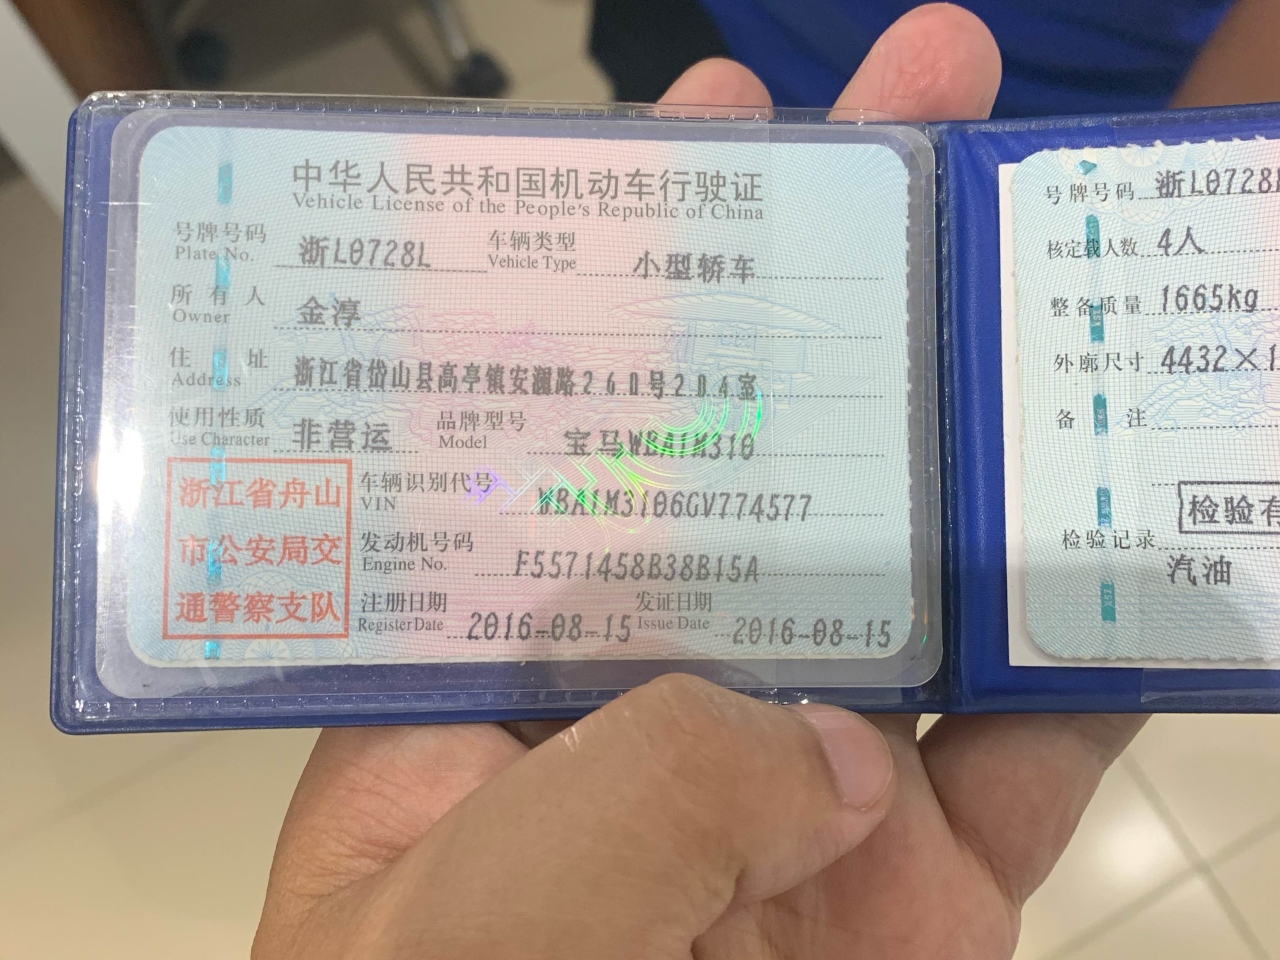 中华人民共和国机动车行驶证
Vehicle License of the People's Republic of China
号牌号码 浙L0728L 车辆类型 小型轿车
Plate No. Vehicle Type
所有人 金淳
Owner
住址 浙江省岱山县高亭镇安澜路260号204室
Address
使用性质 非营运 品牌型号 宝马WBA1M310
Use Character Model
浙江省舟山
市公安局交
通警察支队
车辆识别代号 WBA1M3106GV774577
VIN
发动机号码 F5571458B38B15A
Engine No.
注册日期 2016-08-15 发证日期 2016-08-15
Register Date Issue Date
号牌号码 浙L0728
核定载人数 4人
整备质量 1665kg
外廓尺寸 4432×1
备注
检验有
检验记录
汽油